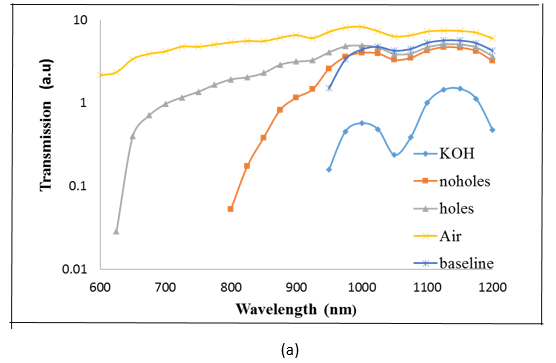 10
1
0.1
0.01
Transmission (a.u)
600 700 800 900 1000 1100 1200
Wavelength (nm)
KOH
noholes
holes
Air
baseline
(a)